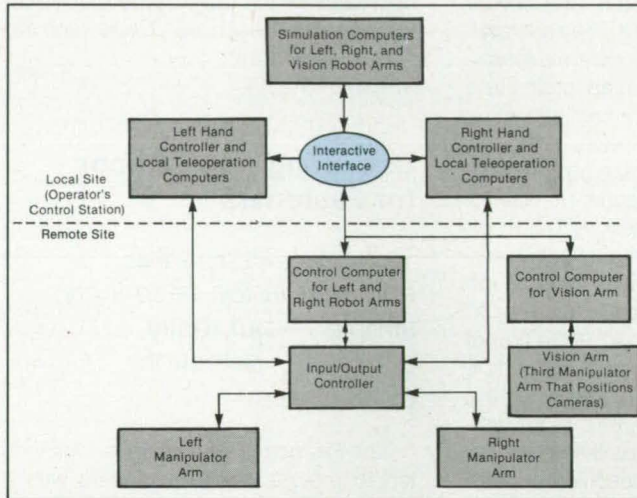 Simulation Computers
for Left, Right, and
Vision Robot Arms
Left Hand
Controller and
Local Teleoperation
Computers
Interactive
Interface
Right Hand
Controller and
Local Teleoperation
Computers
Local Site
(Operator's
Control Station)
Remote Site
Control Computer
for Left and
Right Robot Arms
Control Computer
for Vision Arm
Input/Output
Controller
Vision Arm
(Third Manipulator
Arm That Positions
Cameras)
Left
Manipulator
Arm
Right
Manipulator
Arm